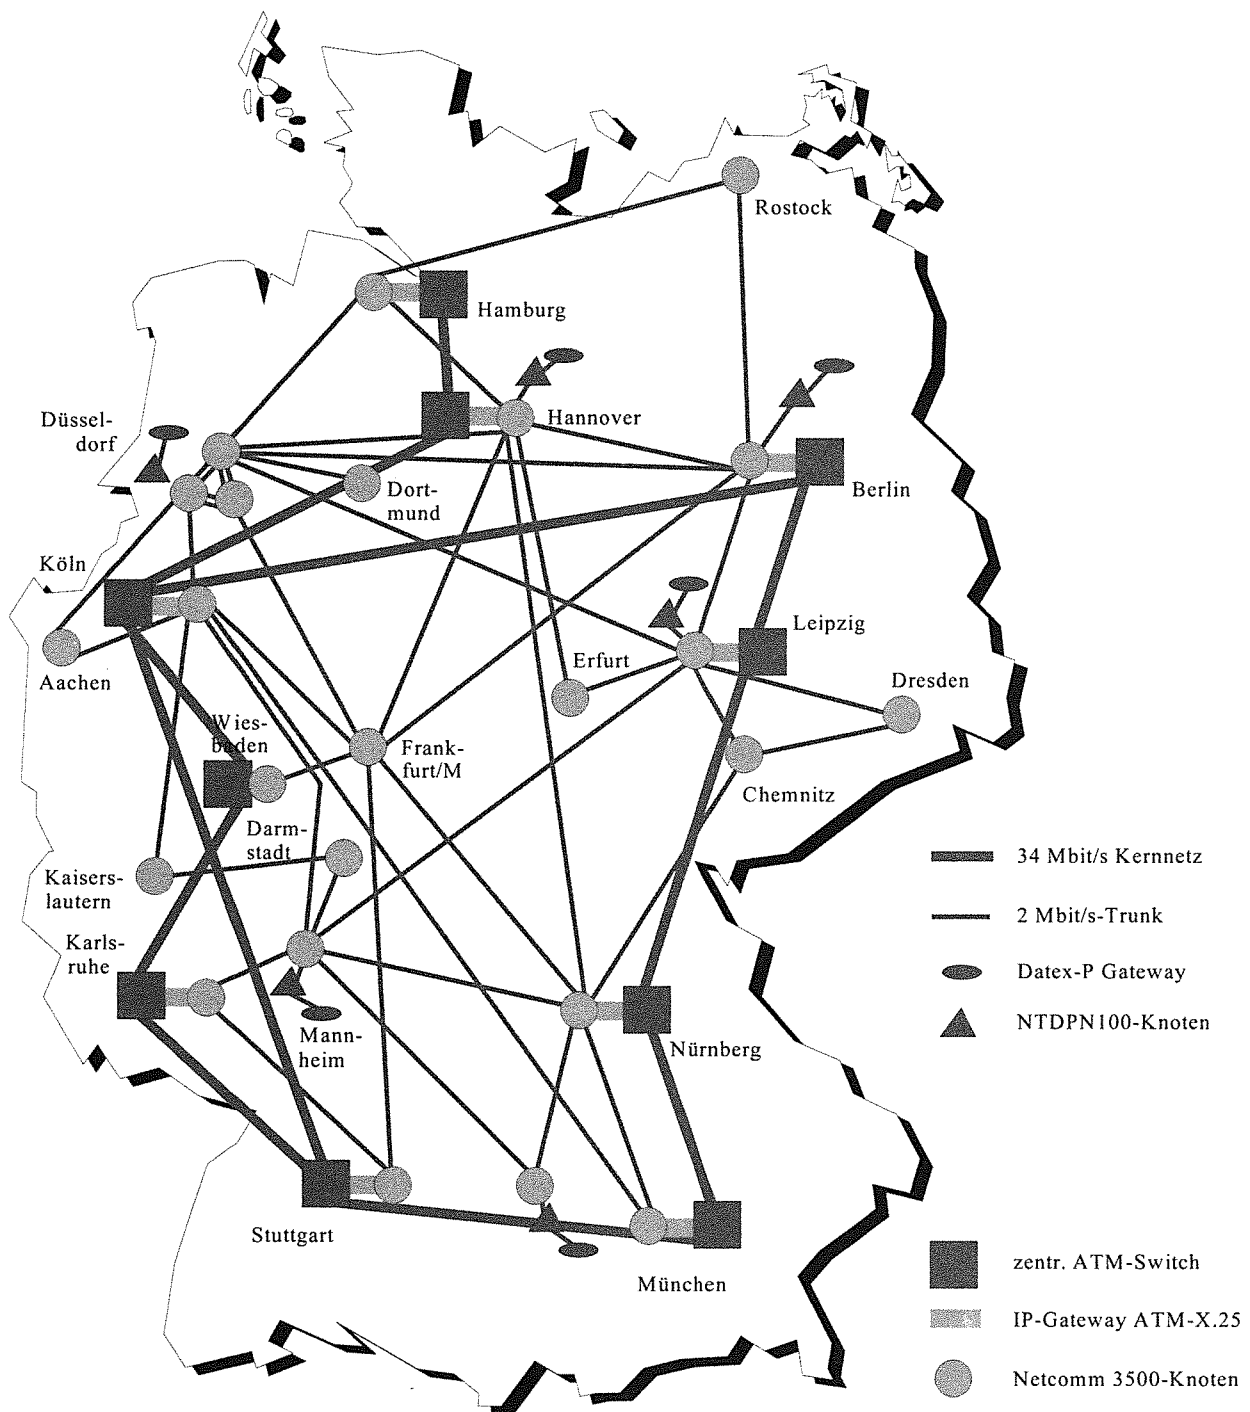 Rostock
Hamburg
Hannover
Düssel-
dorf
Dort-
mund
Berlin
Köln
Leipzig
Erfurt
Dresden
Aachen
Wies-
baden
Frank-
furt/M
Chemnitz
Darm-
stadt
Kaisers-
lautern
Karls-
ruhe
Mann-
heim
Nürnberg
Stuttgart
München
34 Mbit/s Kernnetz
2 Mbit/s-Trunk
Datex-P Gateway
NTDPN100-Knoten
zentr. ATM-Switch
IP-Gateway ATM-X.25
Netcomm 3500-Knoten